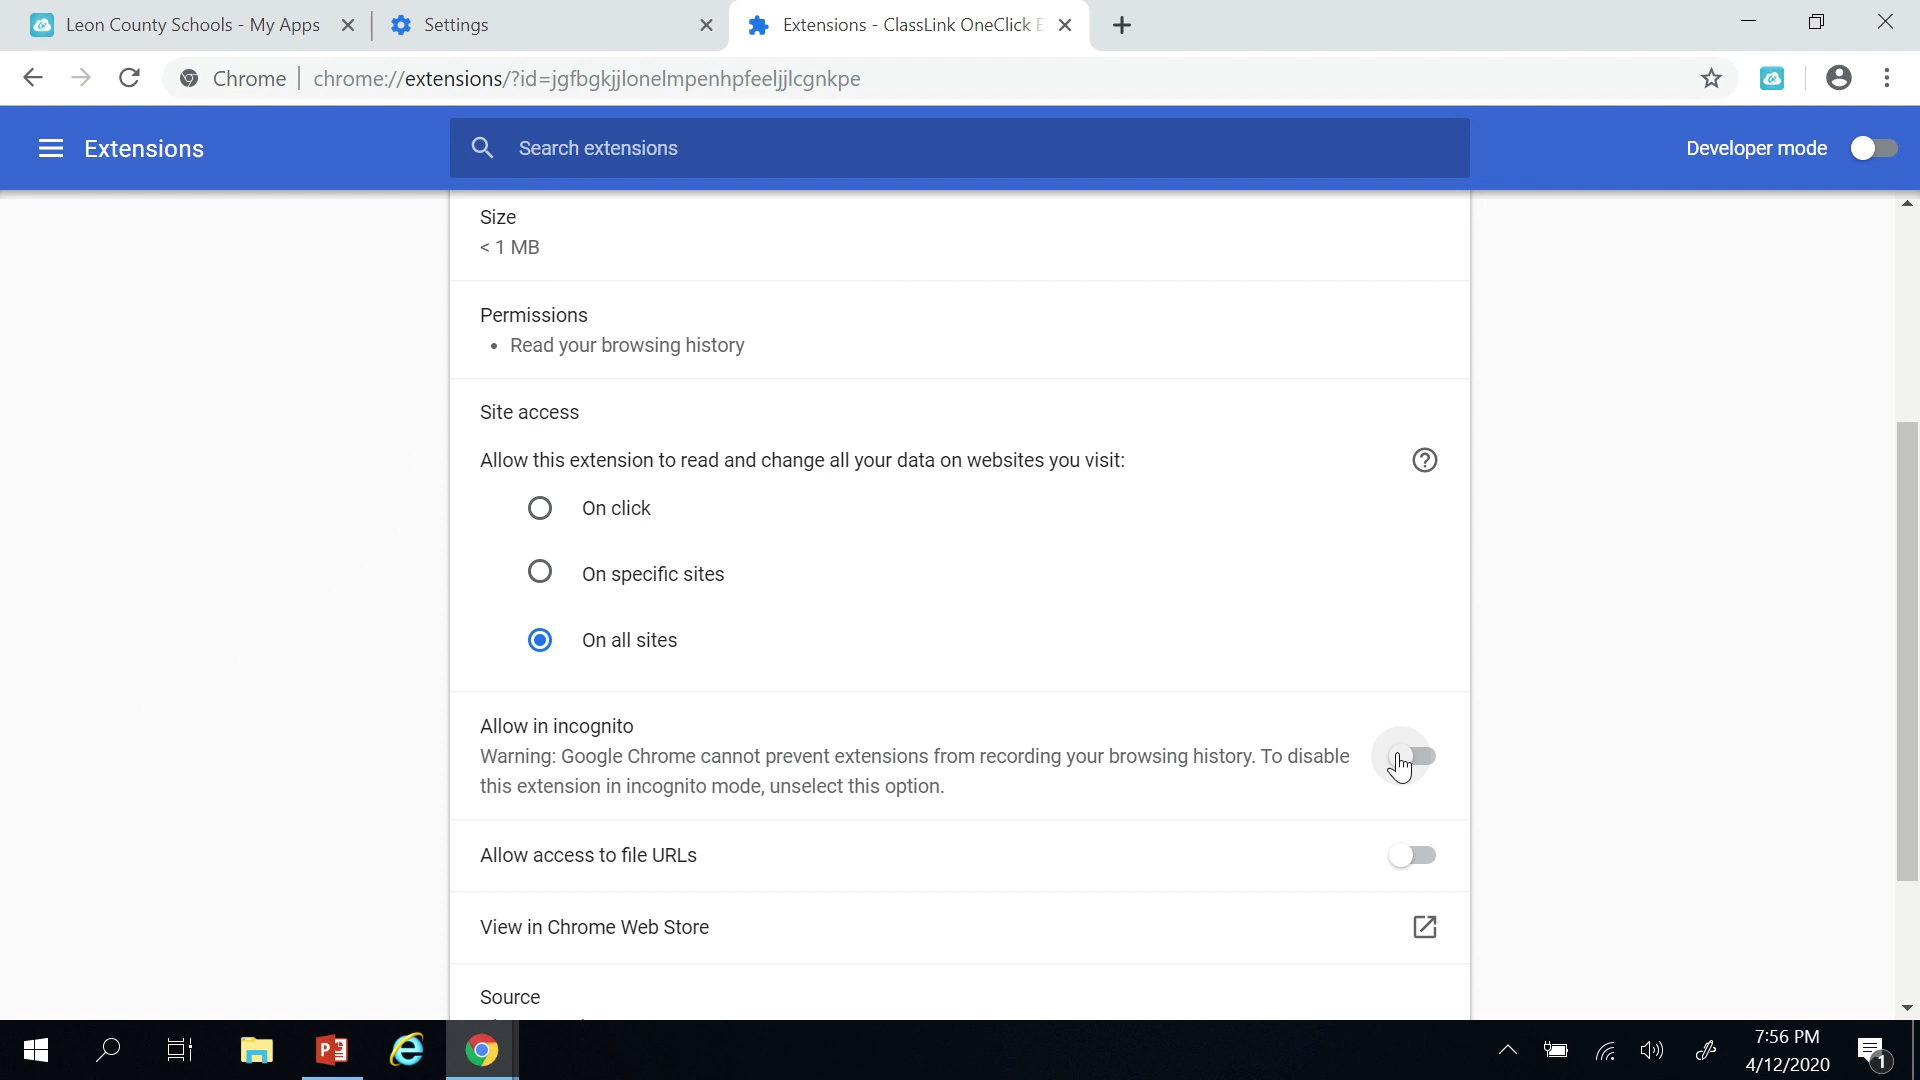 Leon County Schools - My Apps
Settings
Extensions - ClassLink OneClick E
Chrome
chrome://extensions/?id=jgfbgkjjlonelmpenhpfeeljjlcgnkpe
Extensions
Search extensions
Developer mode
Size
< 1 MB
Permissions
• Read your browsing history
Site access
Allow this extension to read and change all your data on websites you visit:
On click
On specific sites
On all sites
Allow in incognito
Warning: Google Chrome cannot prevent extensions from recording your browsing history. To disable
this extension in incognito mode, unselect this option.
Allow access to file URLs
View in Chrome Web Store
Source
7:56 PM
4/12/2020
1